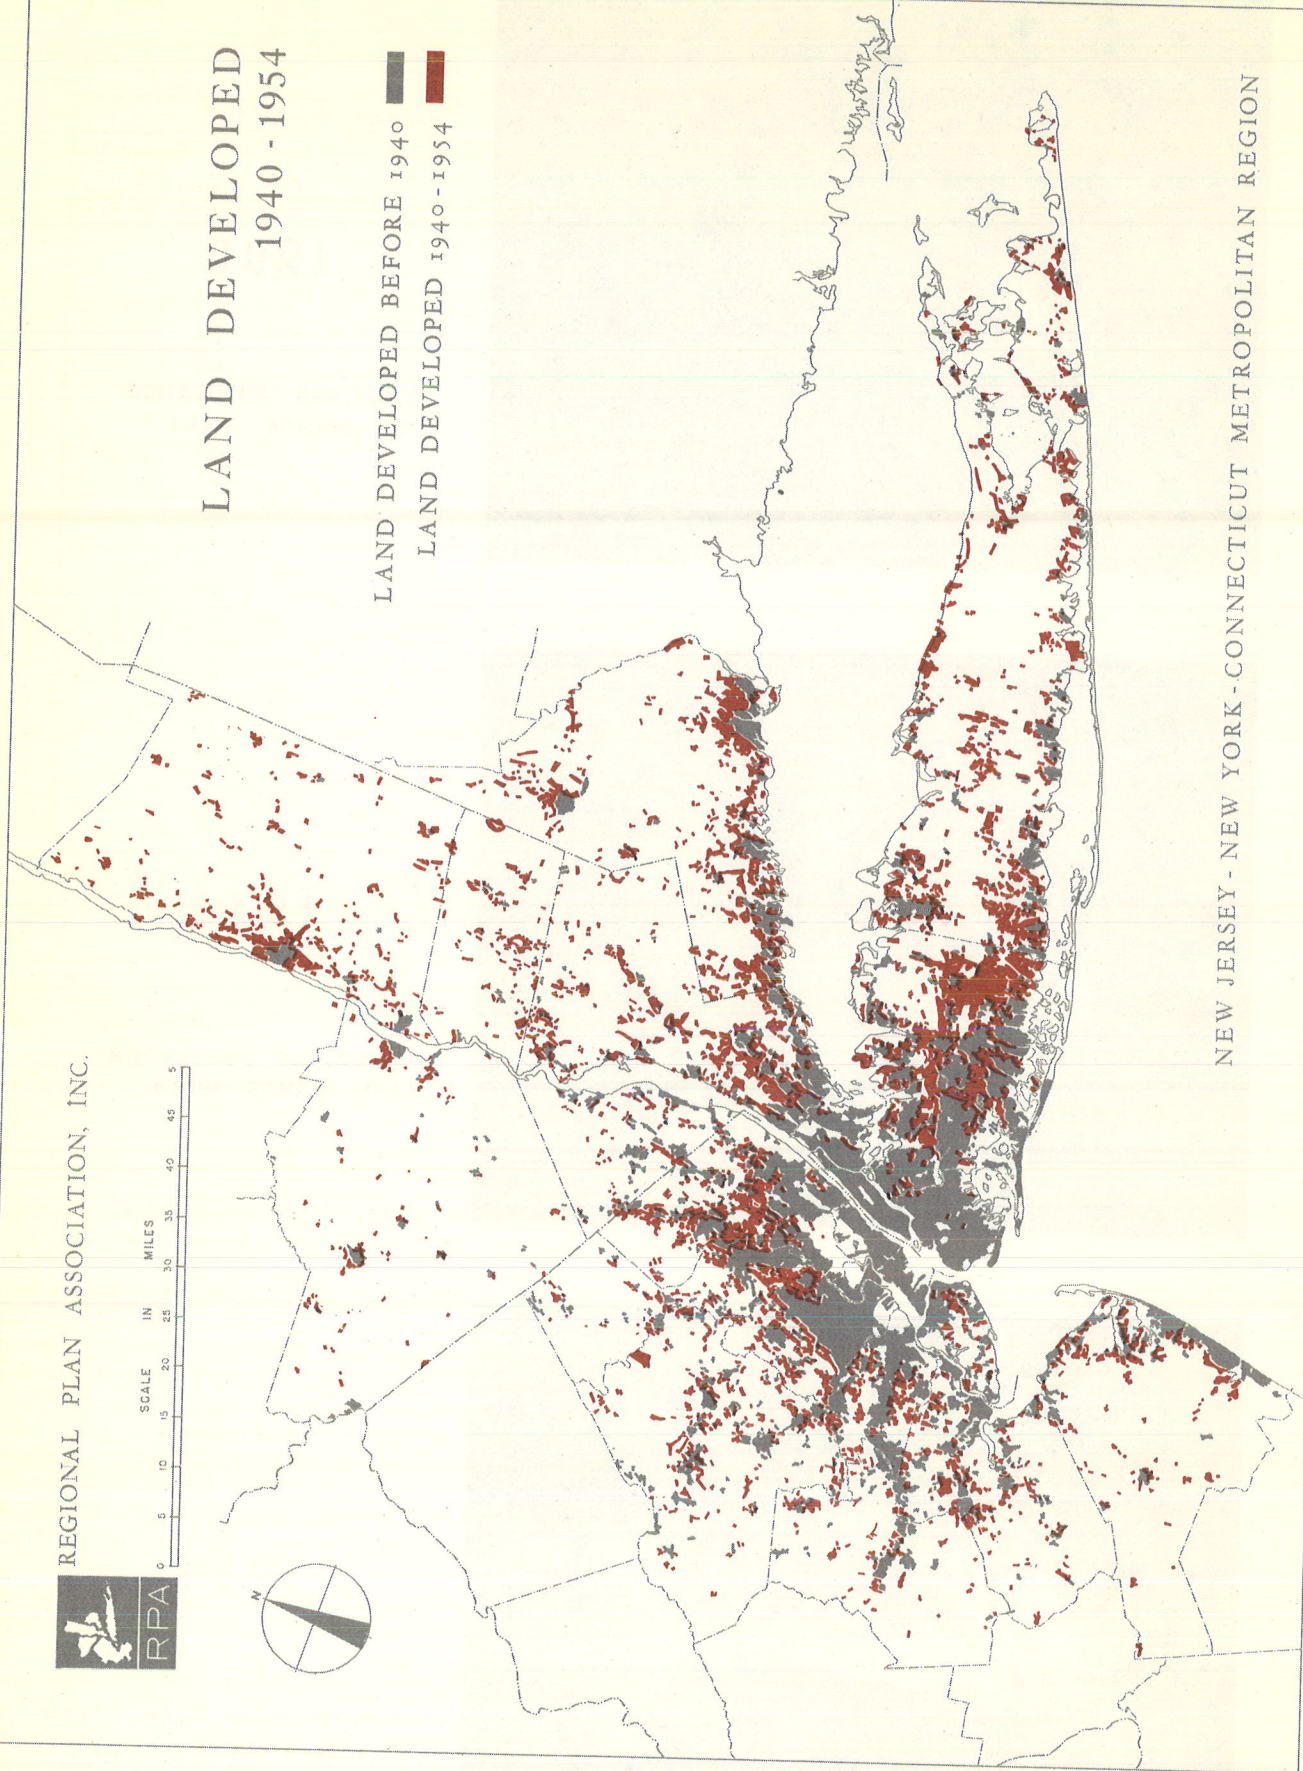 REGIONAL PLAN ASSOCIATION, INC.
RPA
SCALE IN MILES
0 5 10 15 20 25 30 35 40 45 5
N
LAND DEVELOPED
1940 - 1954
LAND DEVELOPED BEFORE 1940
LAND DEVELOPED 1940-1954
NEW JERSEY - NEW YORK - CONNECTICUT METROPOLITAN REGION